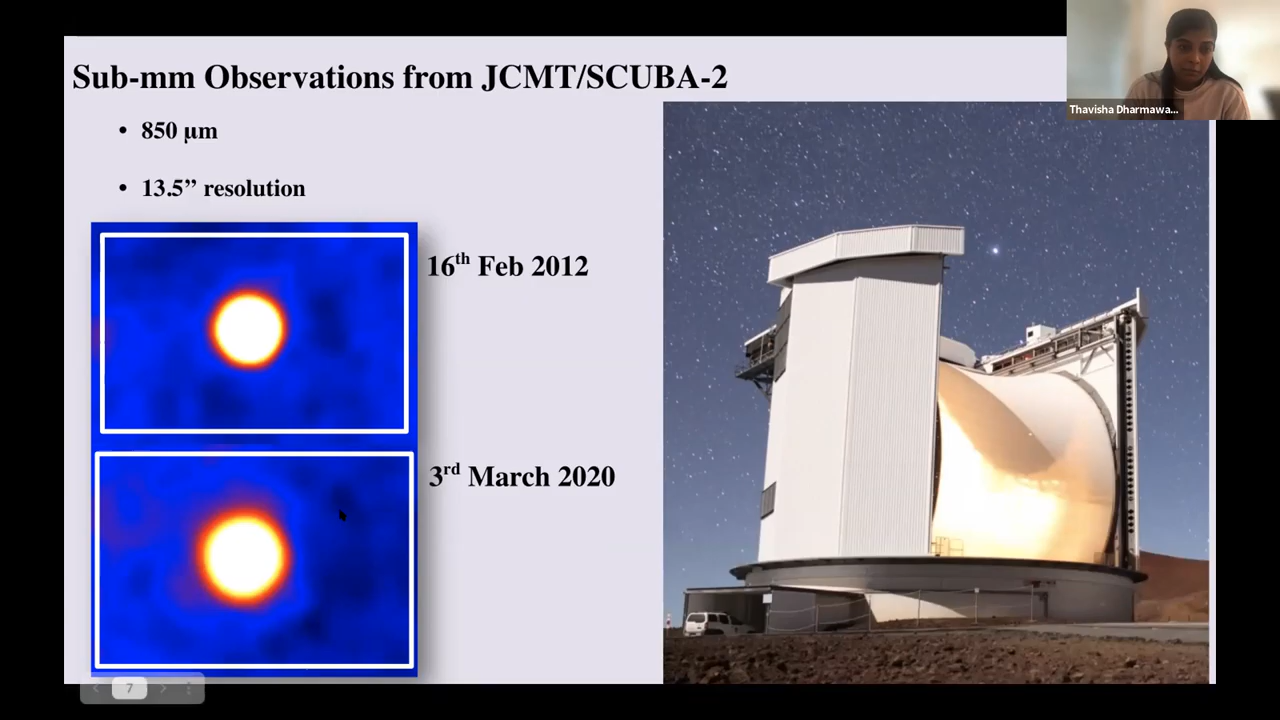 Sub-mm Observations from JCMT/SCUBA-2
Thavisha Dharmawa...
• 850 μm
• 13.5” resolution
16th Feb 2012
3rd March 2020
7